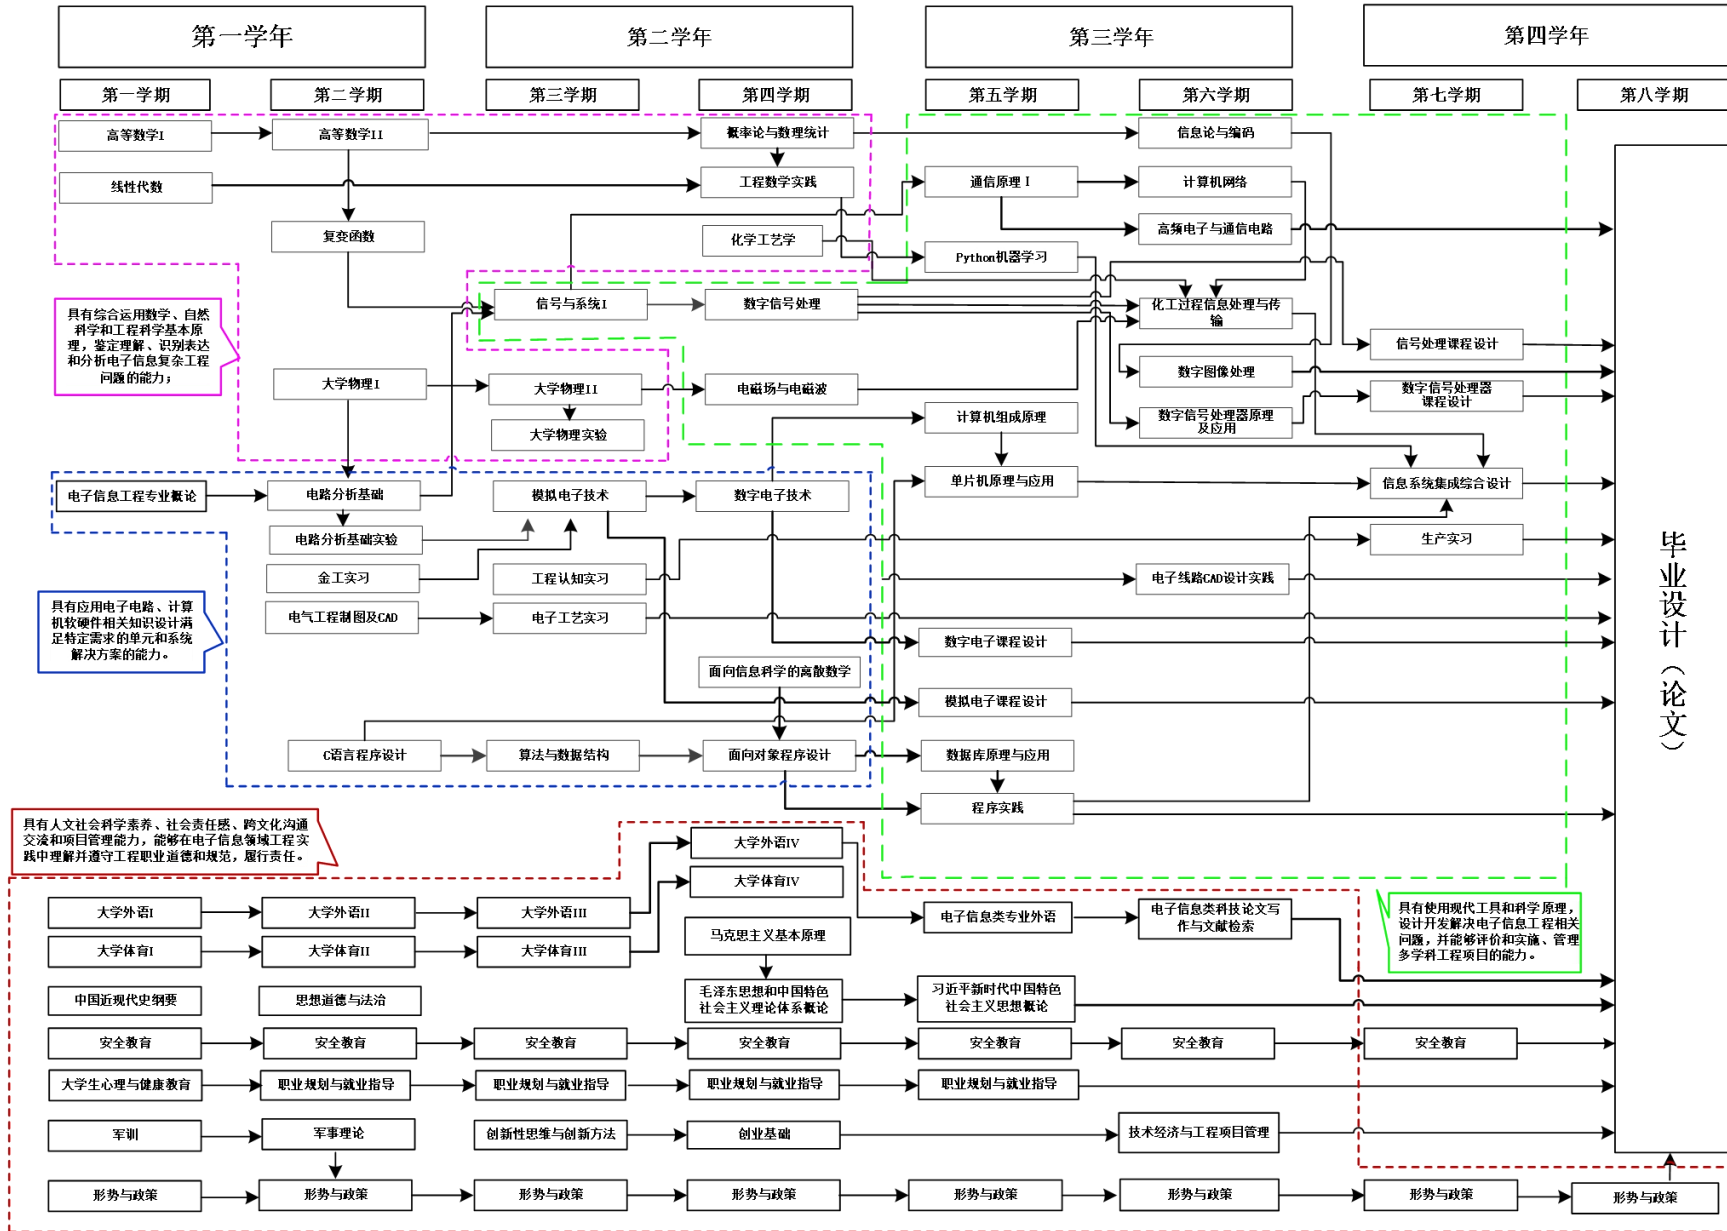 第一学年
第二学年
第三学年
第四学年
第一学期
第二学期
第三学期
第四学期
第五学期
第六学期
第七学期
第八学期
高等数学I
高等数学II
概率论与数理统计
信息论与编码
线性代数
工程数学实践
通信原理 I
计算机网络
复变函数
化学工艺学
高频电子与通信电路
Python机器学习
信号与系统I
数字信号处理
化工过程信息处理与传
输
具有综合运用数学、自然
科学和工程科学基本原
理，鉴定理解、识别表达
和分析电子信息复杂工程
问题的能力；
信号处理课程设计
大学物理I
大学物理II
电磁场与电磁波
数字图像处理
数字信号处理器
课程设计
大学物理实验
计算机组成原理
数字信号处理器原理
及应用
电子信息工程专业概论
电路分析基础
模拟电子技术
数字电子技术
单片机原理与应用
信息系统集成综合设计
电路分析基础实验
生产实习
金工实习
工程认知实习
电子线路CAD设计实践
具有应用电子电路、计算
机软硬件相关知识设计满
足特定需求的单元和系统
解决方案的能力。
电气工程制图及CAD
电子工艺实习
数字电子课程设计
面向信息科学的离散数学
模拟电子课程设计
C语言程序设计
算法与数据结构
面向对象程序设计
数据库原理与应用
程序实践
毕业设计（论文）
具有人文社会科学素养、社会责任感、跨文化沟通
交流和项目管理能力，能够在电子信息领域工程实
践中理解并遵守工程职业道德和规范，履行责任。
大学外语IV
大学体育IV
大学外语I
大学外语II
大学外语III
电子信息类专业外语
电子信息类科技论文写
作与文献检索
具有使用现代工具和科学原理，
设计开发解决电子信息工程相关
问题，并能够评价和实施、管理
多学科工程项目的能力。
大学体育I
大学体育II
大学体育III
马克思主义基本原理
中国近现代史纲要
思想道德与法治
毛泽东思想和中国特色
社会主义理论体系概论
习近平新时代中国特色
社会主义思想概论
安全教育
安全教育
安全教育
安全教育
安全教育
安全教育
安全教育
大学生心理与健康教育
职业规划与就业指导
职业规划与就业指导
职业规划与就业指导
职业规划与就业指导
军训
军事理论
创新性思维与创新方法
创业基础
技术经济与工程项目管理
形势与政策
形势与政策
形势与政策
形势与政策
形势与政策
形势与政策
形势与政策
形势与政策